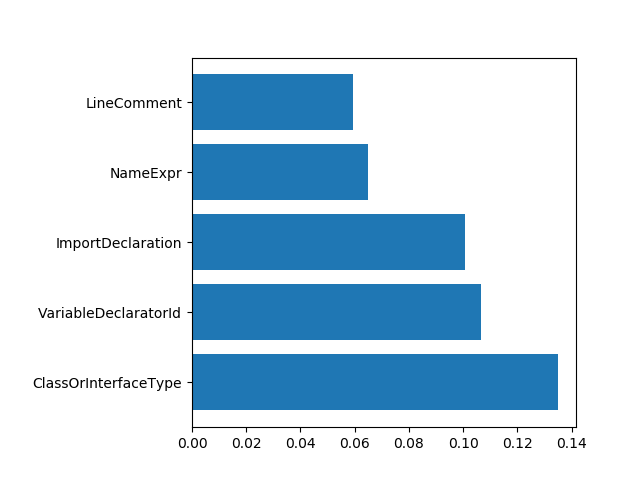 LineComment
NameExpr
ImportDeclaration
VariableDeclaratorId
ClassOrInterfaceType
0.00 0.02 0.04 0.06 0.08 0.10 0.12 0.14